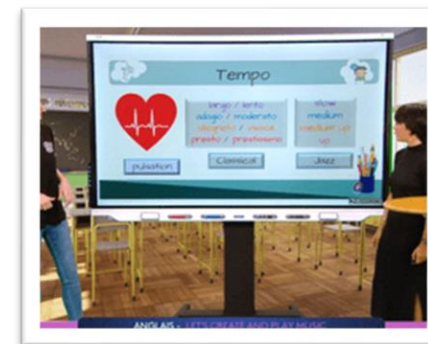 Tempo
largo / lento
adagio / moderato
allegretto / vivace
presto / prestissimo
slow
medium
medium up
up
pulsation
Classical
Jazz
ANGLAIS - LET'S CREATE AND PLAY MUSIC